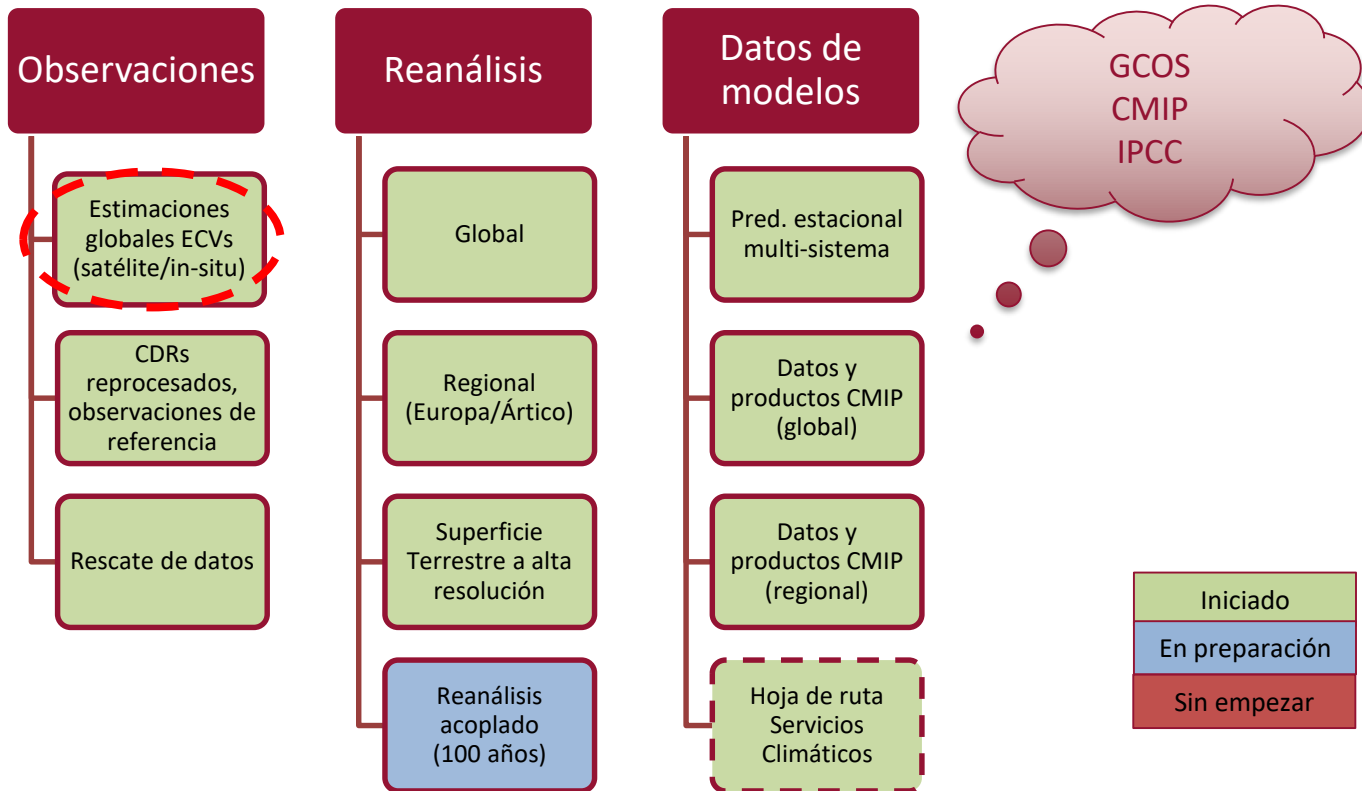 Observaciones
Estimaciones
globales ECVs
(satélite/in-situ)
CDRs
reprocesados,
observaciones de
referencia
Rescate de datos
Reanálisis
Global
Regional
(Europa/Ártico)
Superficie
Terrestre a alta
resolución
Reanálisis
acoplado
(100 años)
Datos de
modelos
Pred. estacional
multi-sistema
Datos y
productos CMIP
(global)
Datos y
productos CMIP
(regional)
Hoja de ruta
Servicios
Climáticos
GCOS
CMIP
IPCC
Iniciado
En preparación
Sin empezar